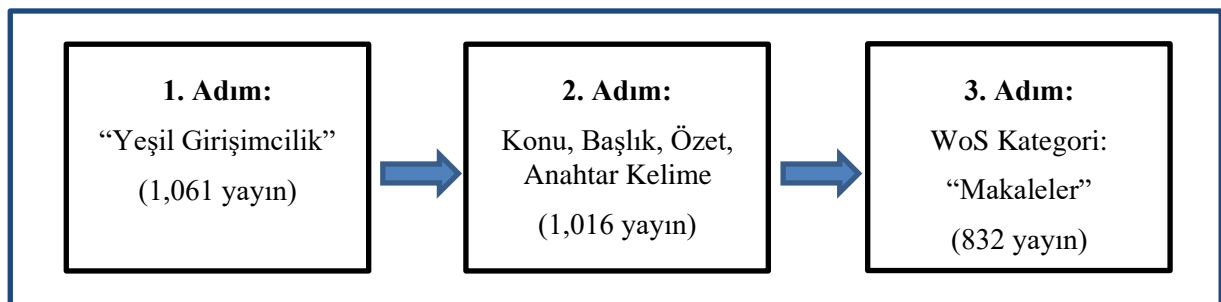 1. Adım:
“Yeşil Girişimcilik”
(1,061 yayın)
2. Adım:
Konu, Başlık, Özet,
Anahtar Kelime
(1,016 yayın)
3. Adım:
WoS Kategori:
“Makaleler”
(832 yayın)